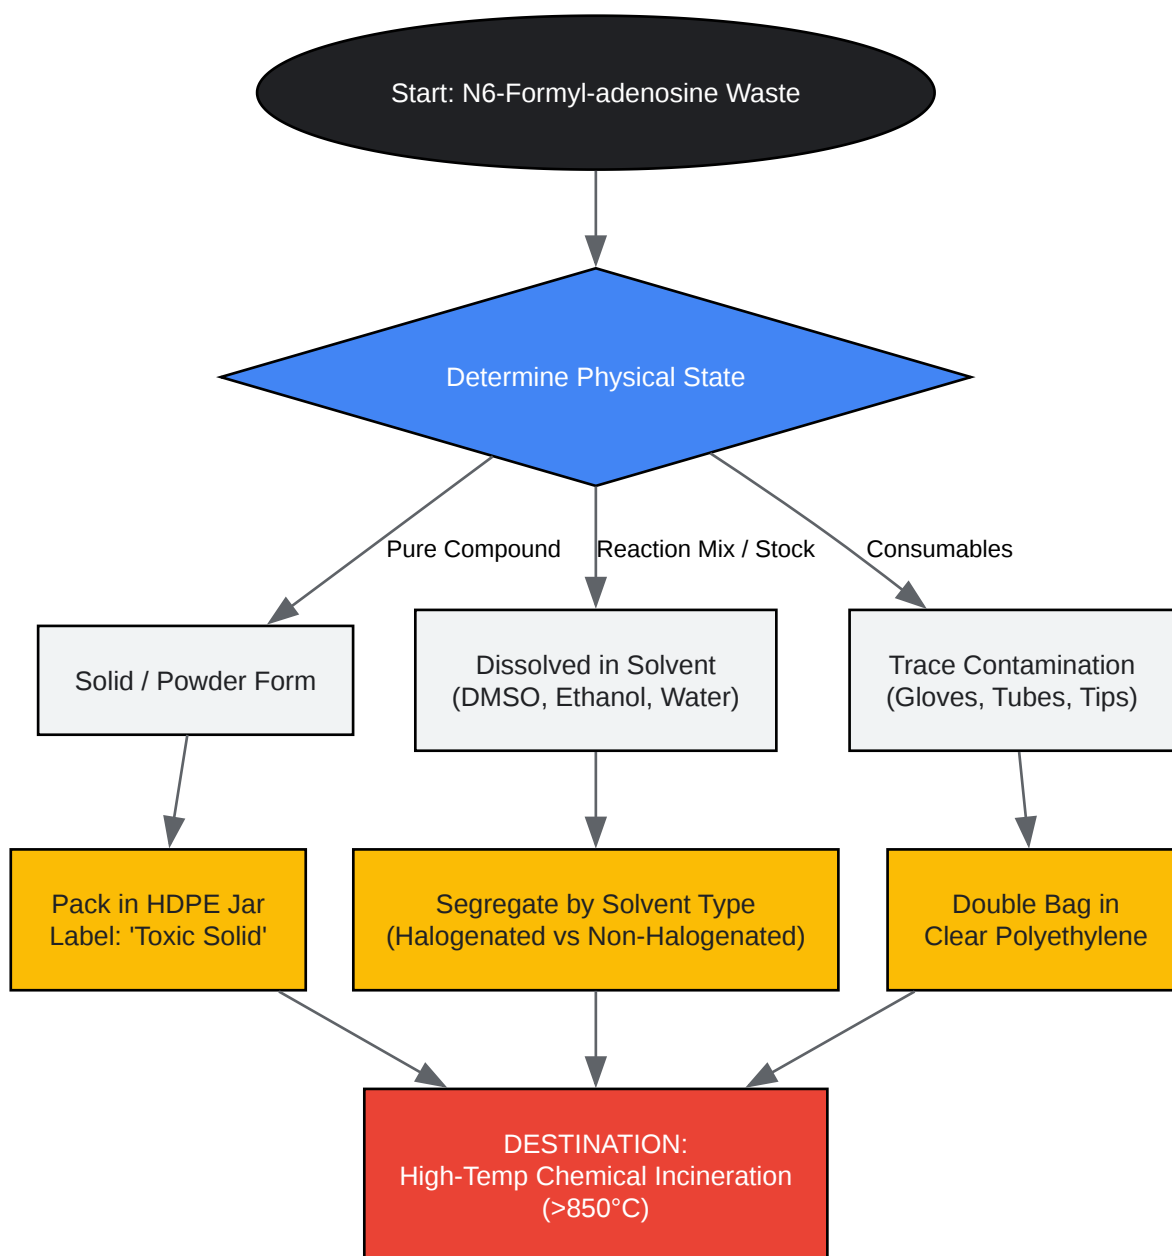 Start: N6-Formyl-adenosine Waste
Determine Physical State
Pure Compound
Reaction Mix / Stock
Consumables
Solid / Powder Form
Dissolved in Solvent
(DMSO, Ethanol, Water)
Trace Contamination
(Gloves, Tubes, Tips)
Pack in HDPE Jar
Label: 'Toxic Solid'
Segregate by Solvent Type
(Halogenated vs Non-Halogenated)
Double Bag in
Clear Polyethylene
DESTINATION:
High-Temp Chemical Incineration
(>850°C)